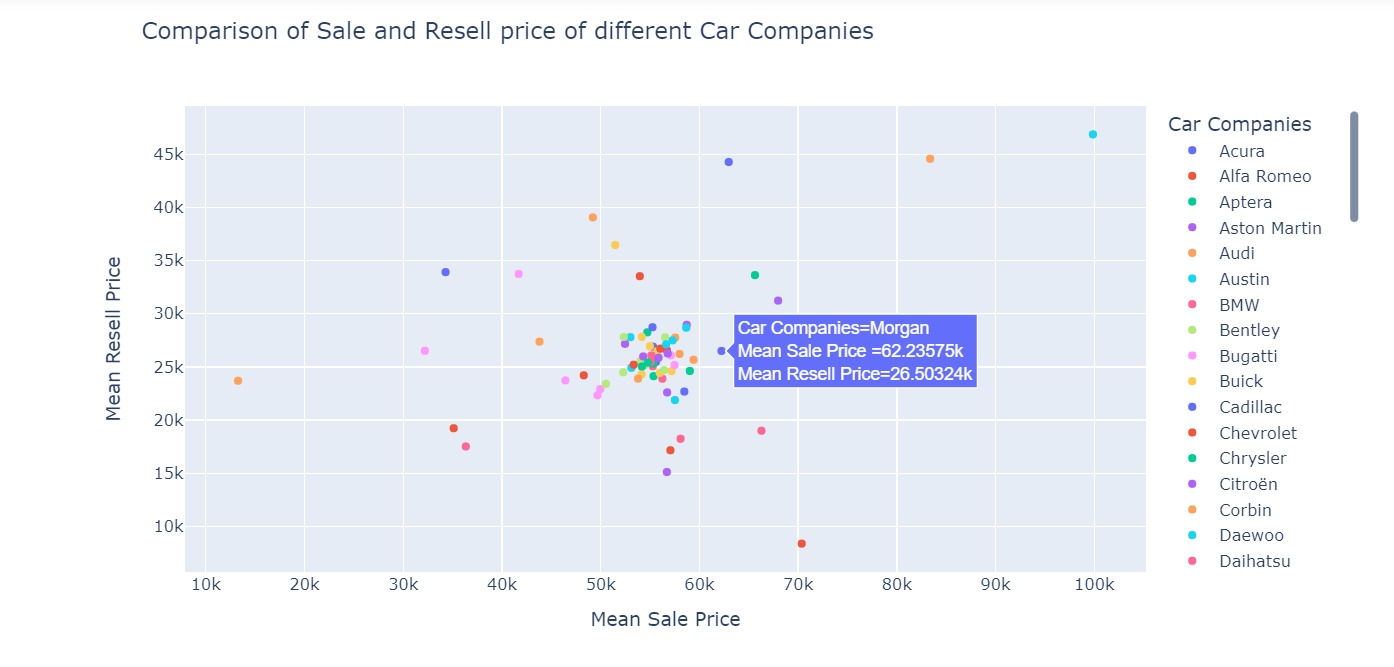 Comparison of Sale and Resell price of different Car Companies
Car Companies
Acura
Alfa Romeo
Aptera
Aston Martin
Audi
Austin
BMW
Bentley
Bugatti
Buick
Cadillac
Chevrolet
Chrysler
Citroën
Corbin
Daewoo
Daihatsu
Mean Resell Price
45k
40k
35k
30k
25k
20k
15k
10k
Car Companies=Morgan
Mean Sale Price =62.23575k
Mean Resell Price=26.50324k
10k 20k 30k 40k 50k 60k 70k 80k 90k 100k
Mean Sale Price